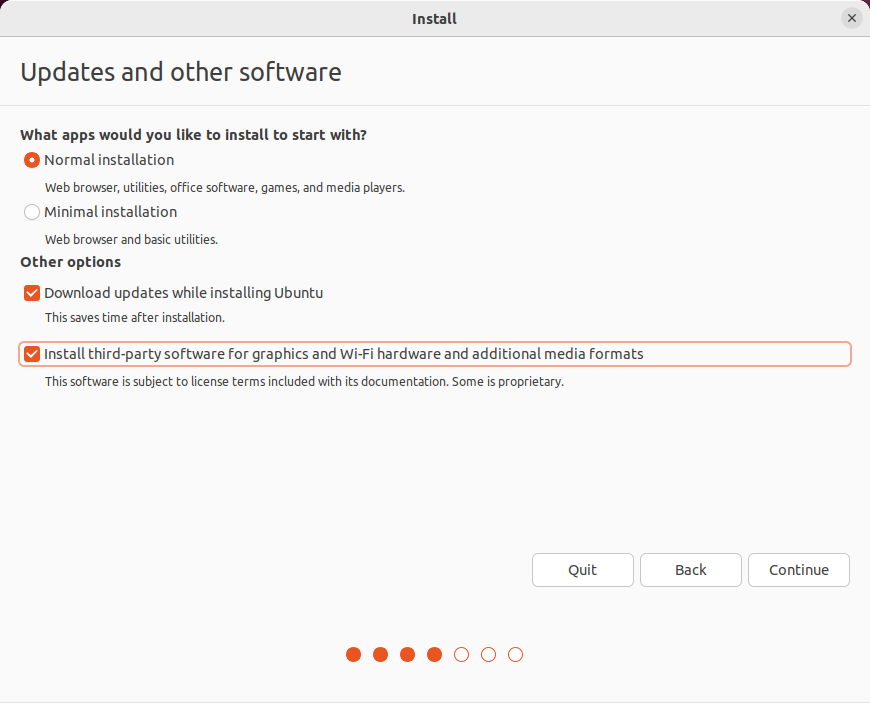 Install
Updates and other software
What apps would you like to install to start with?
Normal installation
Web browser, utilities, office software, games, and media players.
Minimal installation
Web browser and basic utilities.
Other options
Download updates while installing Ubuntu
This saves time after installation.
Install third-party software for graphics and Wi-Fi hardware and additional media formats
This software is subject to license terms included with its documentation. Some is proprietary.
Quit Back Continue